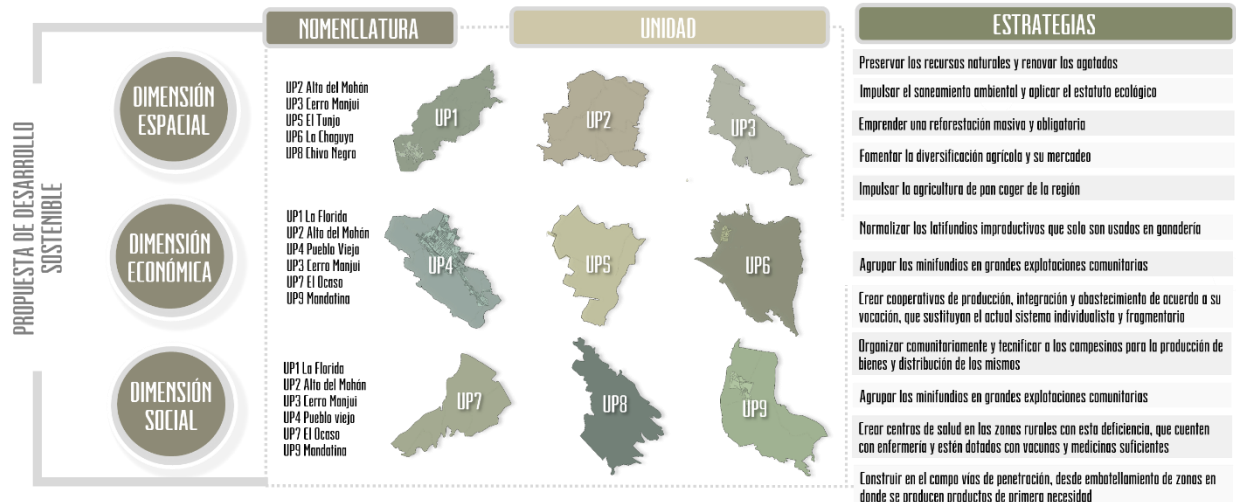 PROPUESTA DE DESARROLLO
SOSTENIBLE
NOMENCLATURA
UNIDAD
ESTRATEGIAS
DIMENSIÓN
ESPACIAL
UP2 Alto del Mohán
UP3 Cerro Manjui
UP5 El Tunjo
UP6 La Chaguya
UP8 Chivo Negro
UP1
UP2
UP3
DIMENSIÓN
ECONÓMICA
UP1 La Florida
UP2 Alto del Mohán
UP4 Pueblo Viejo
UP3 Cerro Manjui
UP7 El Ocaso
UP9 Mondotina
UP4
UP5
UP6
DIMENSIÓN
SOCIAL
UP1 La Florida
UP2 Alto del Mohán
UP3 Cerro Manjui
UP4 Pueblo viejo
UP7 El Ocaso
UP9 Mandatina
UP7
UP8
UP9
Preservar los recursos naturales y renovar los agotados
Impulsar el saneamiento ambiental y aplicar el estatuto ecológico
Emprender una reforestación masiva y obligatoria
Fomentar la diversificación agrícola y su mercadeo
Impulsar la agricultura de pan coger de la región
Normalizar los latifundios improductivos que solo son usados en ganadería
Agrupar los minifundios en grandes explotaciones comunitarias
Crear cooperativas de producción, integración y abastecimiento de acuerdo a su
vocación, que sustituyan el actual sistema individualista y fragmentario
Organizar comunitariamente y tecnificar a los campesinas para la producción de
bienes y distribución de los mismos
Agrupar los minifundios en grandes explotaciones comunitarias
Crear centros de salud en las zonas rurales con esta deficiencia, que cuenten
con enfermería y estén dotados con vacunas y medicinas suficientes
Construir en el campo vías de penetración, desde embotellamiento de zonas en
donde se producen productos de primera necesidad